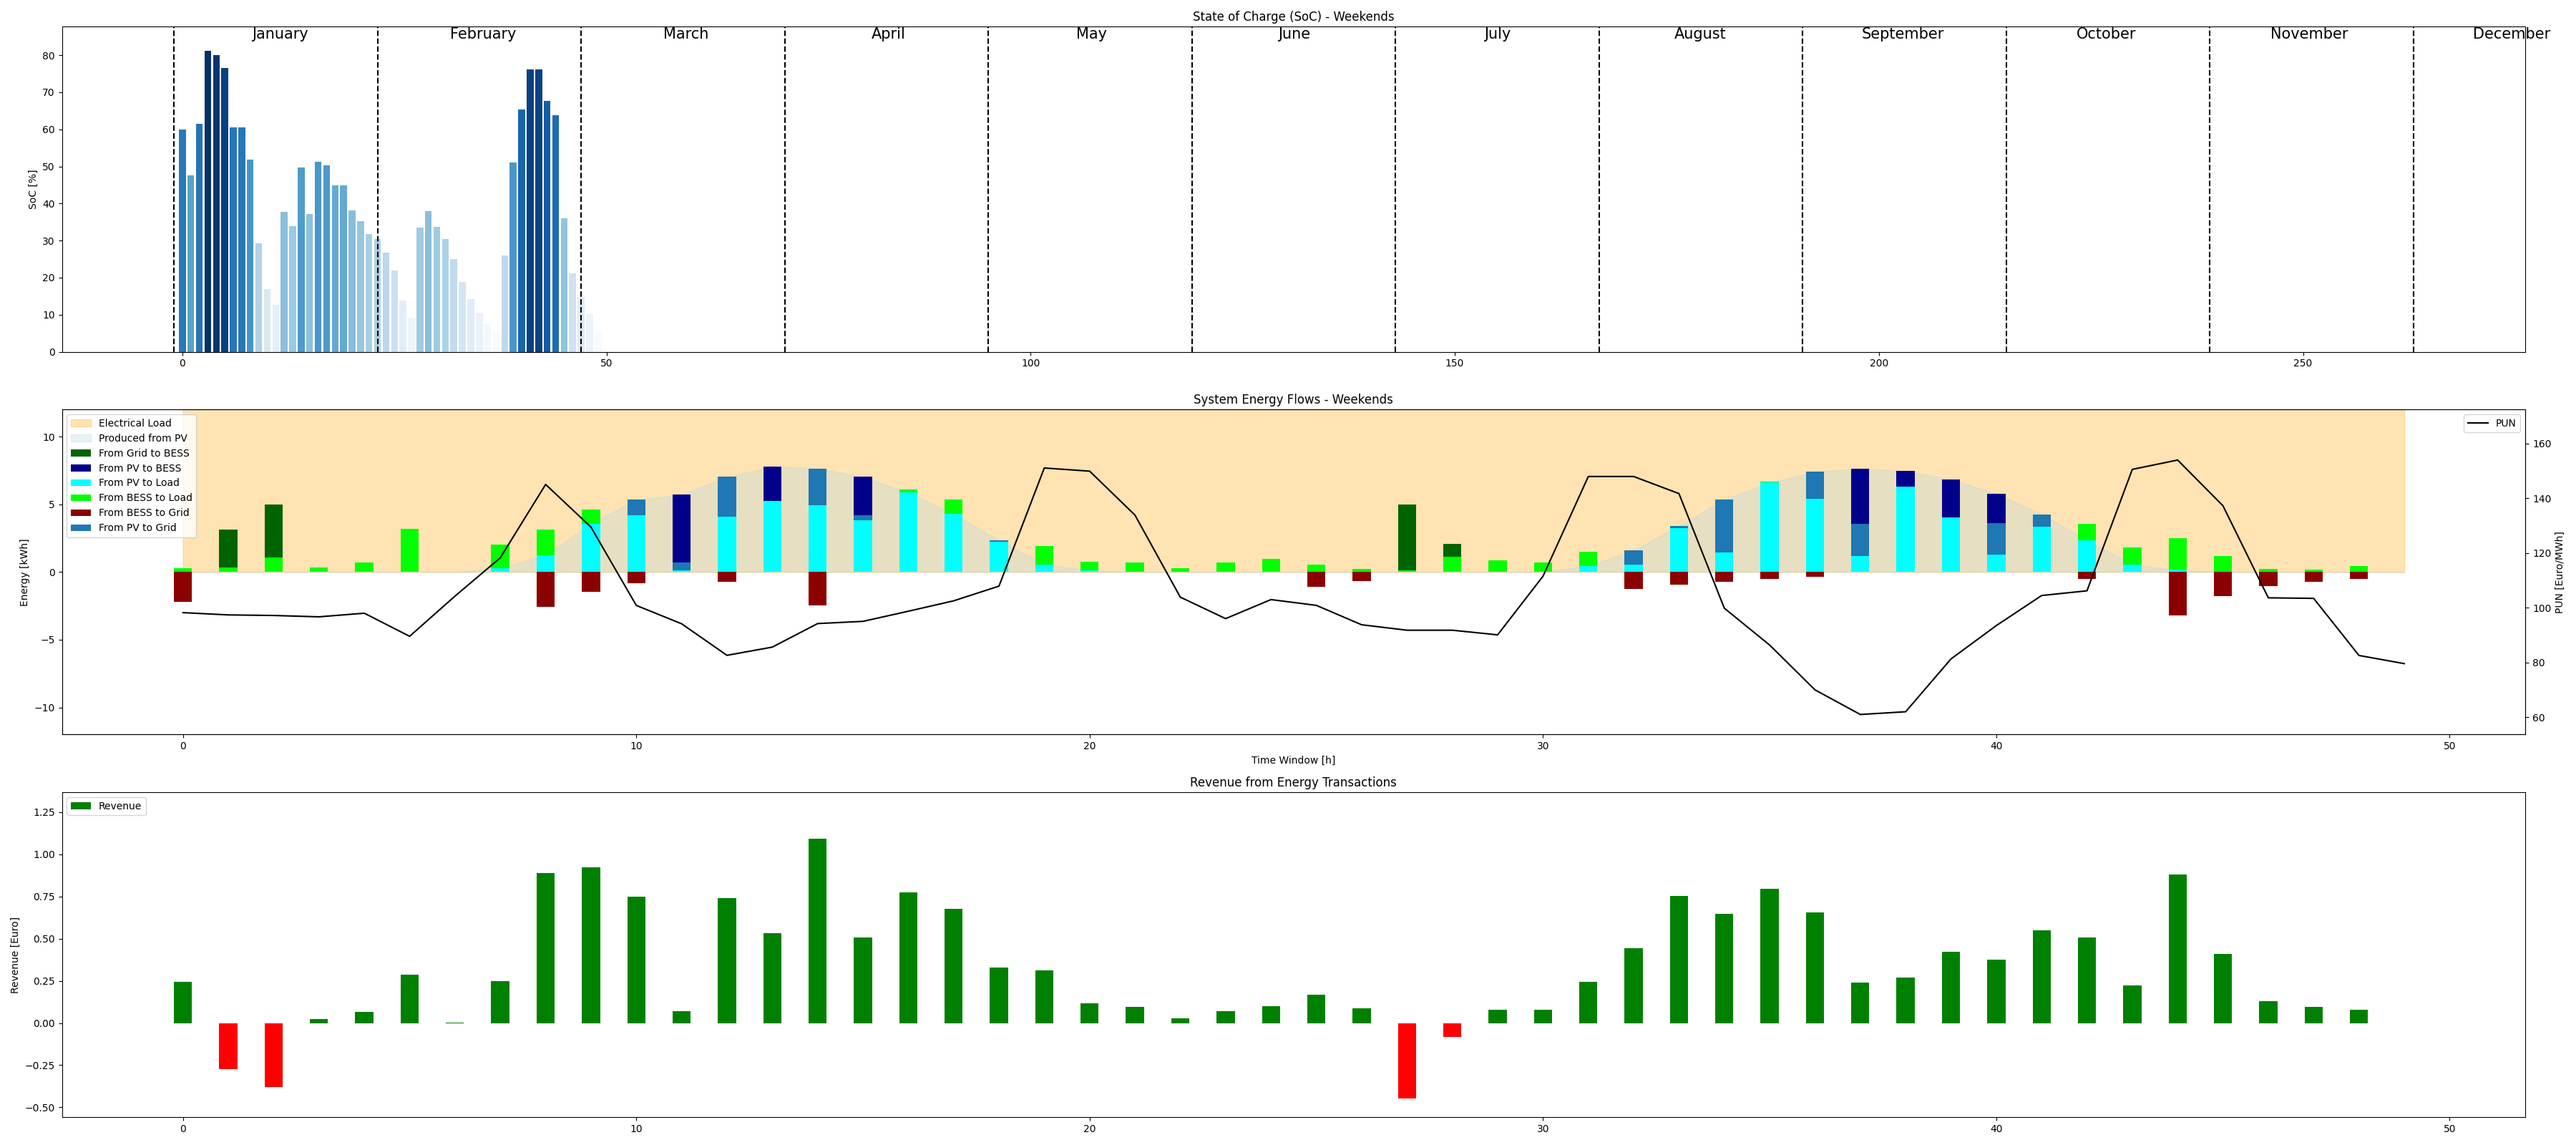 State of Charge (SoC) - Weekends
January February March April May June July August September October November December
80
70
60
50
40
30
20
10
0
SoC [%]
0 50 100 150 200 250
System Energy Flows - Weekends
Electrical Load
Produced from PV
From Grid to BESS
From PV to BESS
From PV to Load
From BESS to Load
From BESS to Grid
From PV to Grid
PUN
10
5
0
−5
−10
Energy [kWh]
160
140
120
100
80
60
PUN [Euro/MWh]
0 10 20 30 40 50
Time Window [h]
Revenue from Energy Transactions
Revenue
1.25
1.00
0.75
0.50
0.25
0.00
−0.25
−0.50
Revenue [Euro]
0 10 20 30 40 50